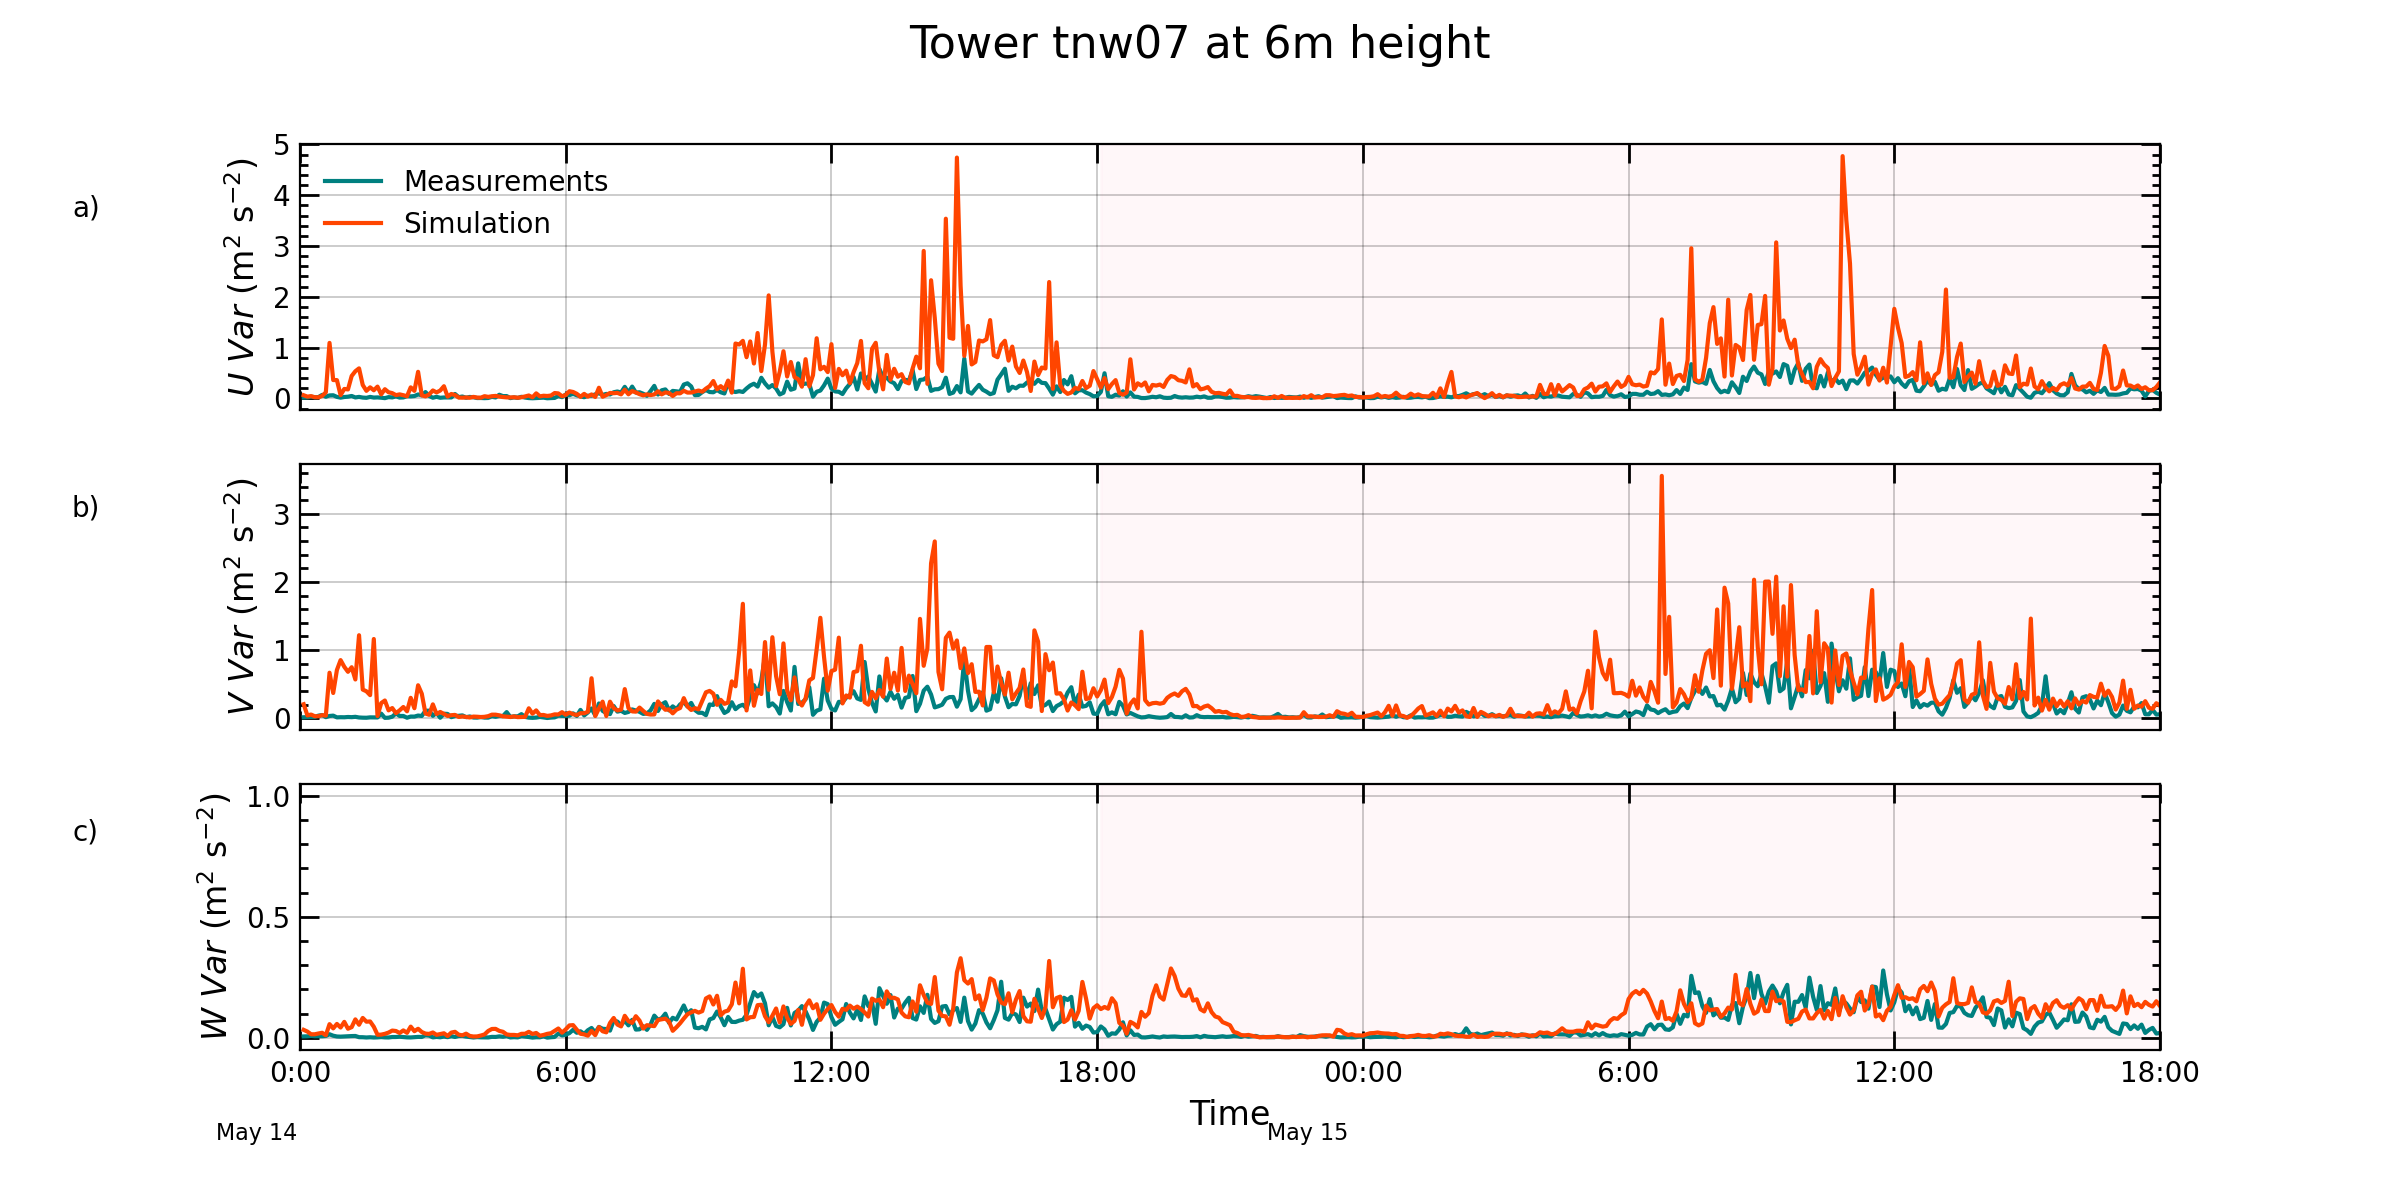 Tower tnw07 at 6m height
a)
U Var (m² s⁻²)
5
4
3
2
1
0
Measurements
Simulation
b)
V Var (m² s⁻²)
3
2
1
0
c)
W Var (m² s⁻²)
1.0
0.5
0.0
0:00 6:00 12:00 18:00 00:00 6:00 12:00 18:00
Time
May 14 May 15